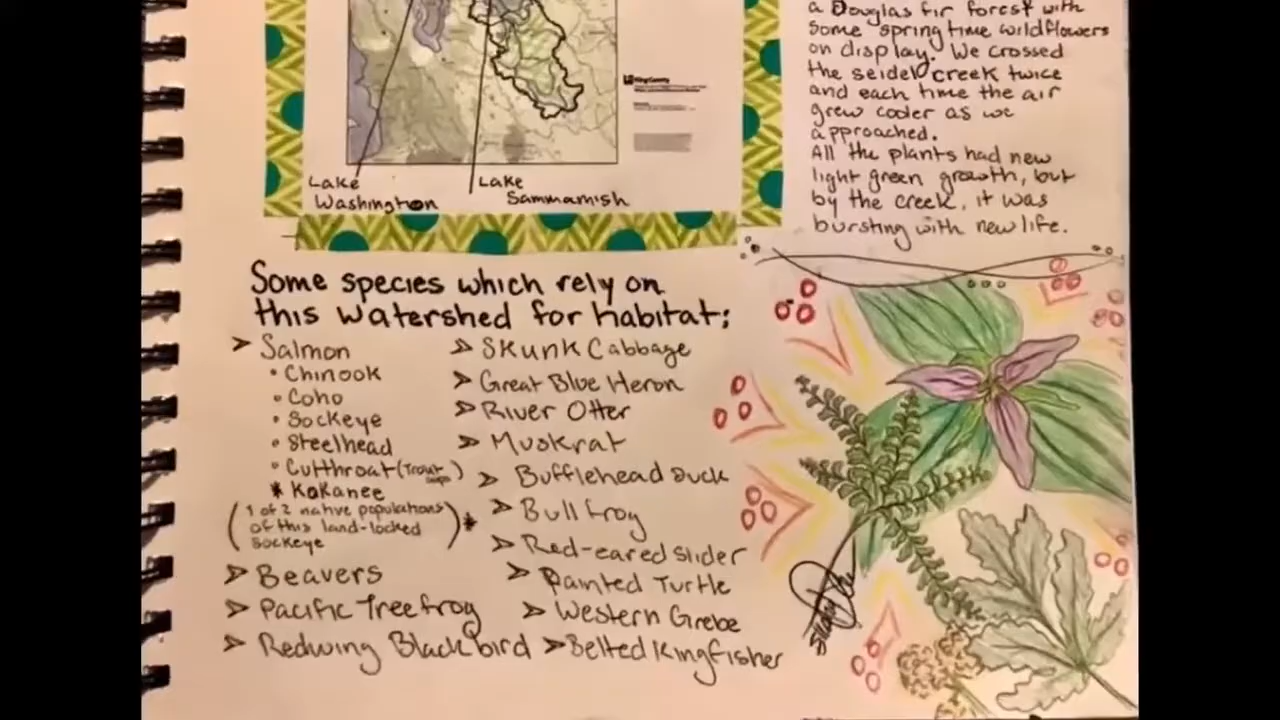 Lake
Washington
Lake
Sammamish
King County
a Douglas fir forest with
some springtime wildflowers
on display. We crossed
the seidel creek twice
and each time the air
grew cooler as we
approached.
All the plants had new
light green growth, but
by the creek, it was
bursting with new life.
Some species which rely on
this watershed for habitat:
➤ Salmon
• Chinook
• Coho
• Sockeye
• Steelhead
• Cutthroat (Trout)
* Kokanee
(1 of 2 native populations
of this land-locked
sockeye) *
➤ Beavers
➤ Pacific Tree frog
➤ Redwing Blackbird
➤ Skunk Cabbage
➤ Great Blue Heron
➤ River Otter
➤ Muskrat
➤ Bufflehead Duck
➤ Bull frog
➤ Red-eared slider
➤ Painted Turtle
➤ Western Grebe
➤ Belted Kingfisher